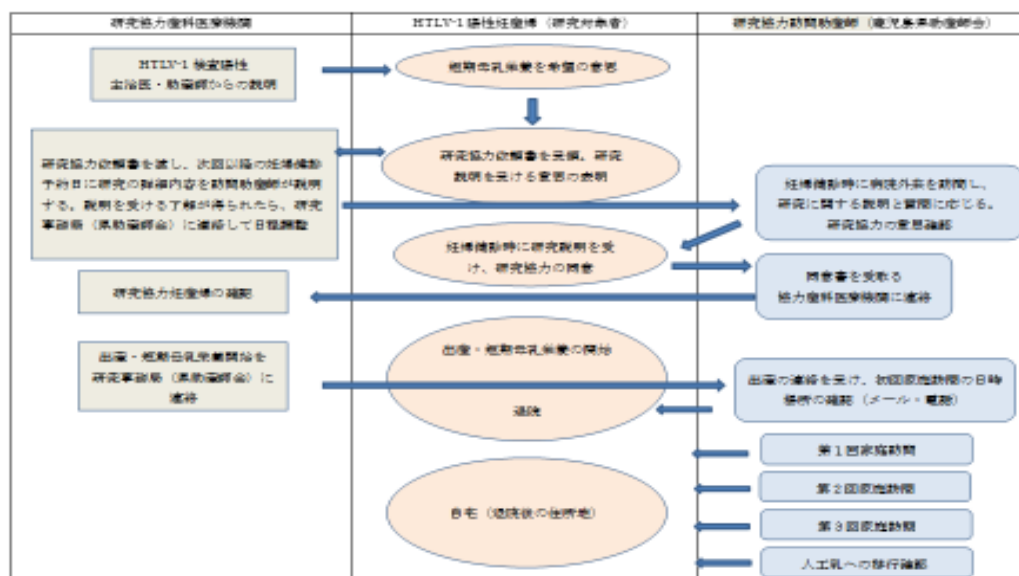 研究協力産科医療機関
HTLV-1 陽性妊産婦（研究対象者）
研究協力訪問助産師（鹿児島県助産師会）
HTLV-1 検査陽性
主治医・助産師からの説明
短期母乳栄養を希望の意思
研究協力依頼書を渡し、次回以降の妊婦健診
予約日に研究の詳細内容を訪問助産師が説明
する。説明を受ける了解が得られたら、研究
事務局（県助産師会）に連絡して日程調整
研究協力依頼書を受領、研究
説明を受ける意思の表明
妊婦健診時に病院外来を訪問し、
研究に関する説明と質問に応じる。
研究協力の意思確認
妊婦健診時に研究説明を受
け、研究協力の同意
同意書を受取る
協力産科医療機関に連絡
研究協力妊産婦の確認
出産・短期母乳栄養開始を
研究事務局（県助産師会）に
連絡
出産・短期母乳栄養の開始
退院
出産の連絡を受け、初回家庭訪問の日時
場所の確認（メール・電話）
第1回家庭訪問
第2回家庭訪問
第3回家庭訪問
人工乳への移行確認
自宅（退院後の住所地）